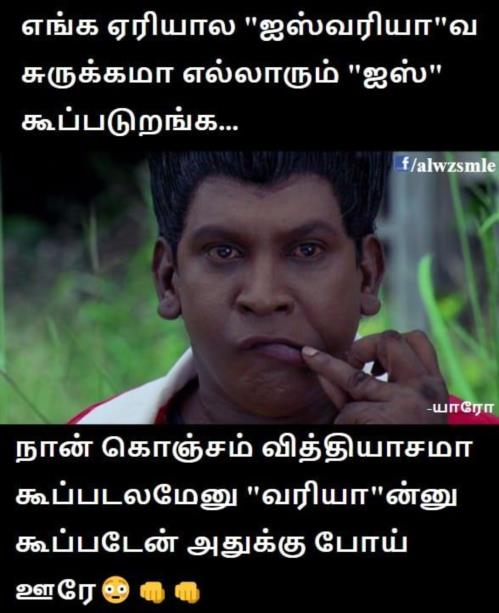 எங்க ஏரியால "ஐஸ்வரியா"வ
சுருக்கமா எல்லாரும் "ஐஸ்"
கூப்படுறங்க...
f/alwzsmle
-யாரோ
நான் கொஞ்சம் வித்தியாசமா
கூப்படலமேனு "வரியா"ன்னு
கூப்படேன் அதுக்கு போய்
ஊரே😳👊👊